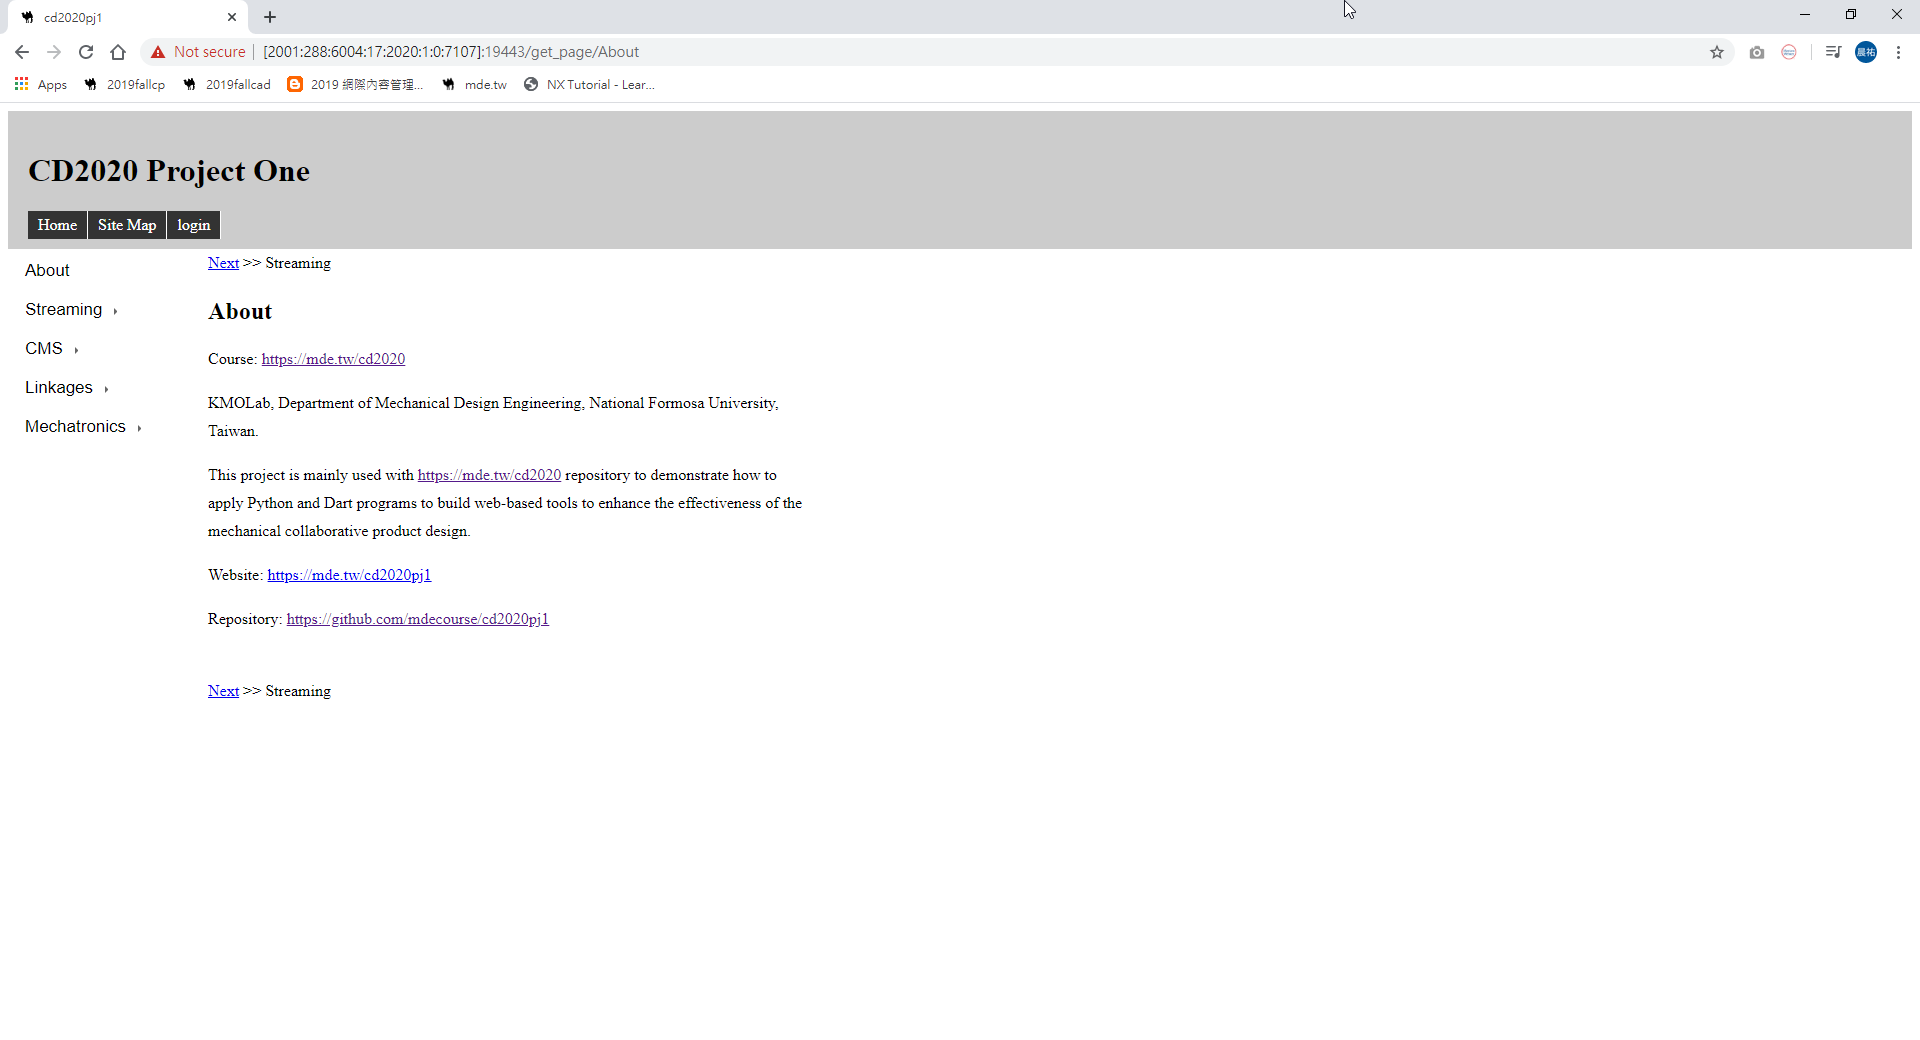 cd2020pj1
Not secure | [2001:288:6004:17:2020:1:0:7107]:19443/get_page/About
晨祐
Apps 2019fallcp 2019fallcad 2019 網際內容管理... mde.tw NX Tutorial - Lear...
CD2020 Project One
Home Site Map login
About
Streaming
CMS
Linkages
Mechatronics
Next >> Streaming
About
Course: https://mde.tw/cd2020
KMOLab, Department of Mechanical Design Engineering, National Formosa University,
Taiwan.
This project is mainly used with https://mde.tw/cd2020 repository to demonstrate how to
apply Python and Dart programs to build web-based tools to enhance the effectiveness of the
mechanical collaborative product design.
Website: https://mde.tw/cd2020pj1
Repository: https://github.com/mdecourse/cd2020pj1
Next >> Streaming